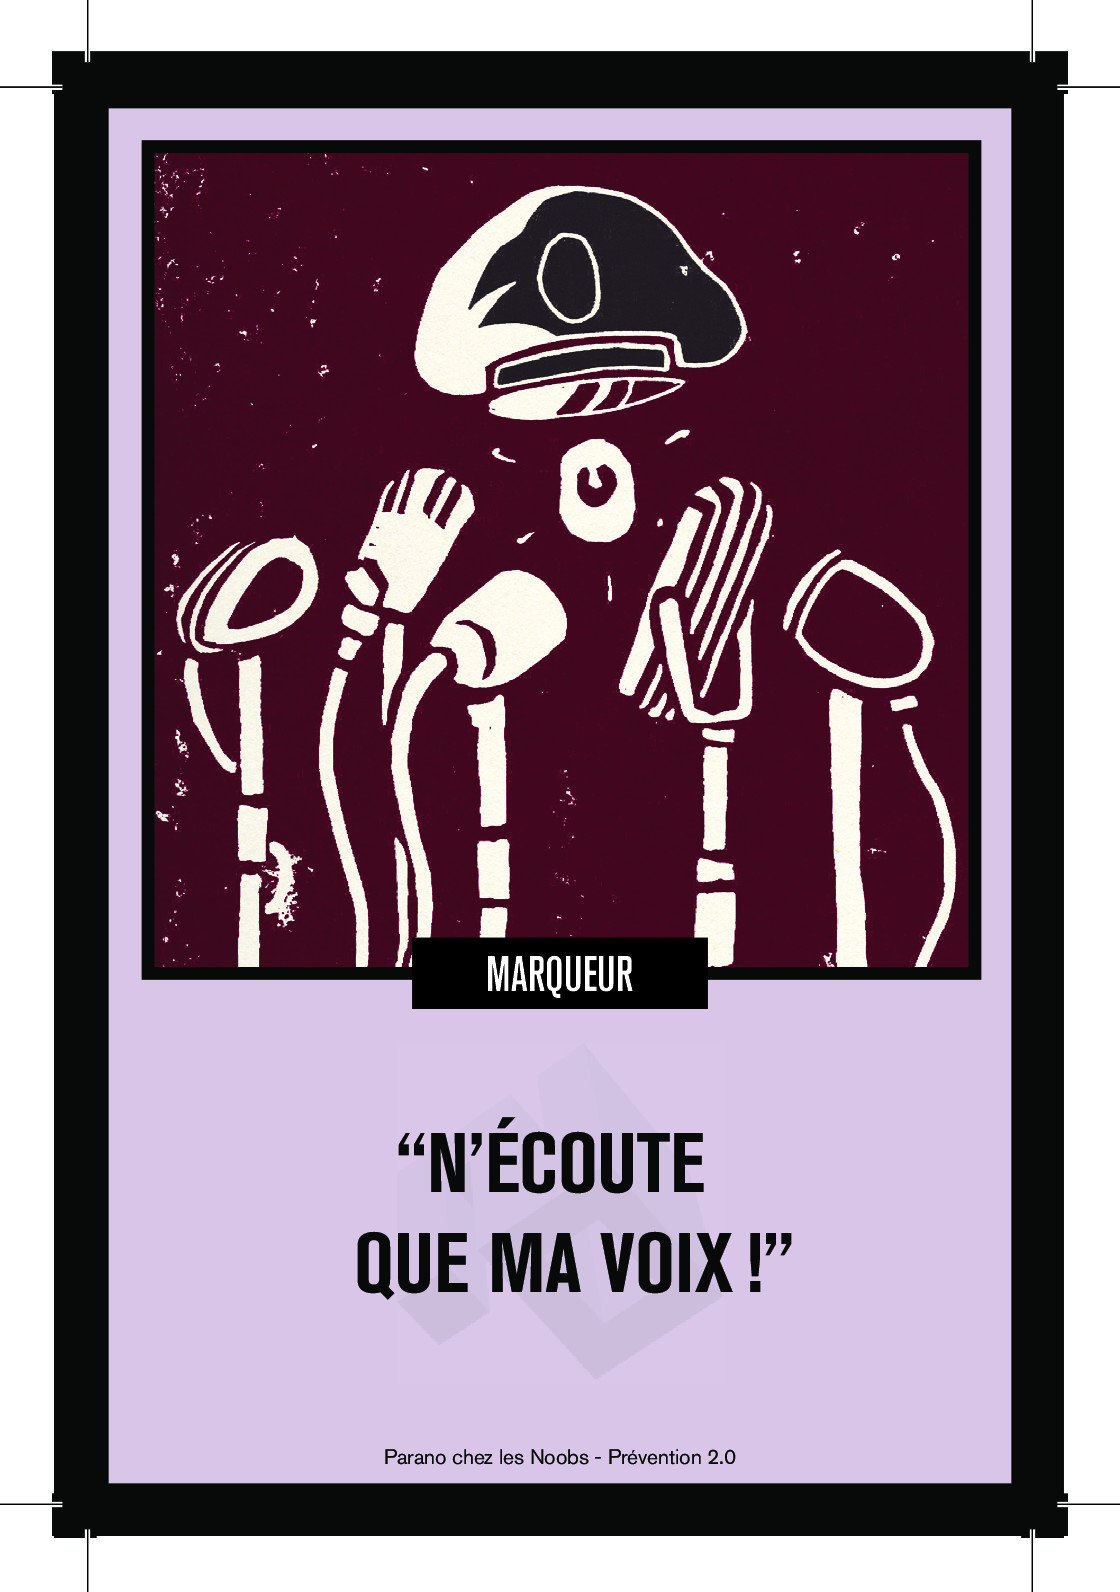 MARQUEUR
“N’ÉCOUTE
QUE MA VOIX !”
Parano chez les Noobs - Prévention 2.0